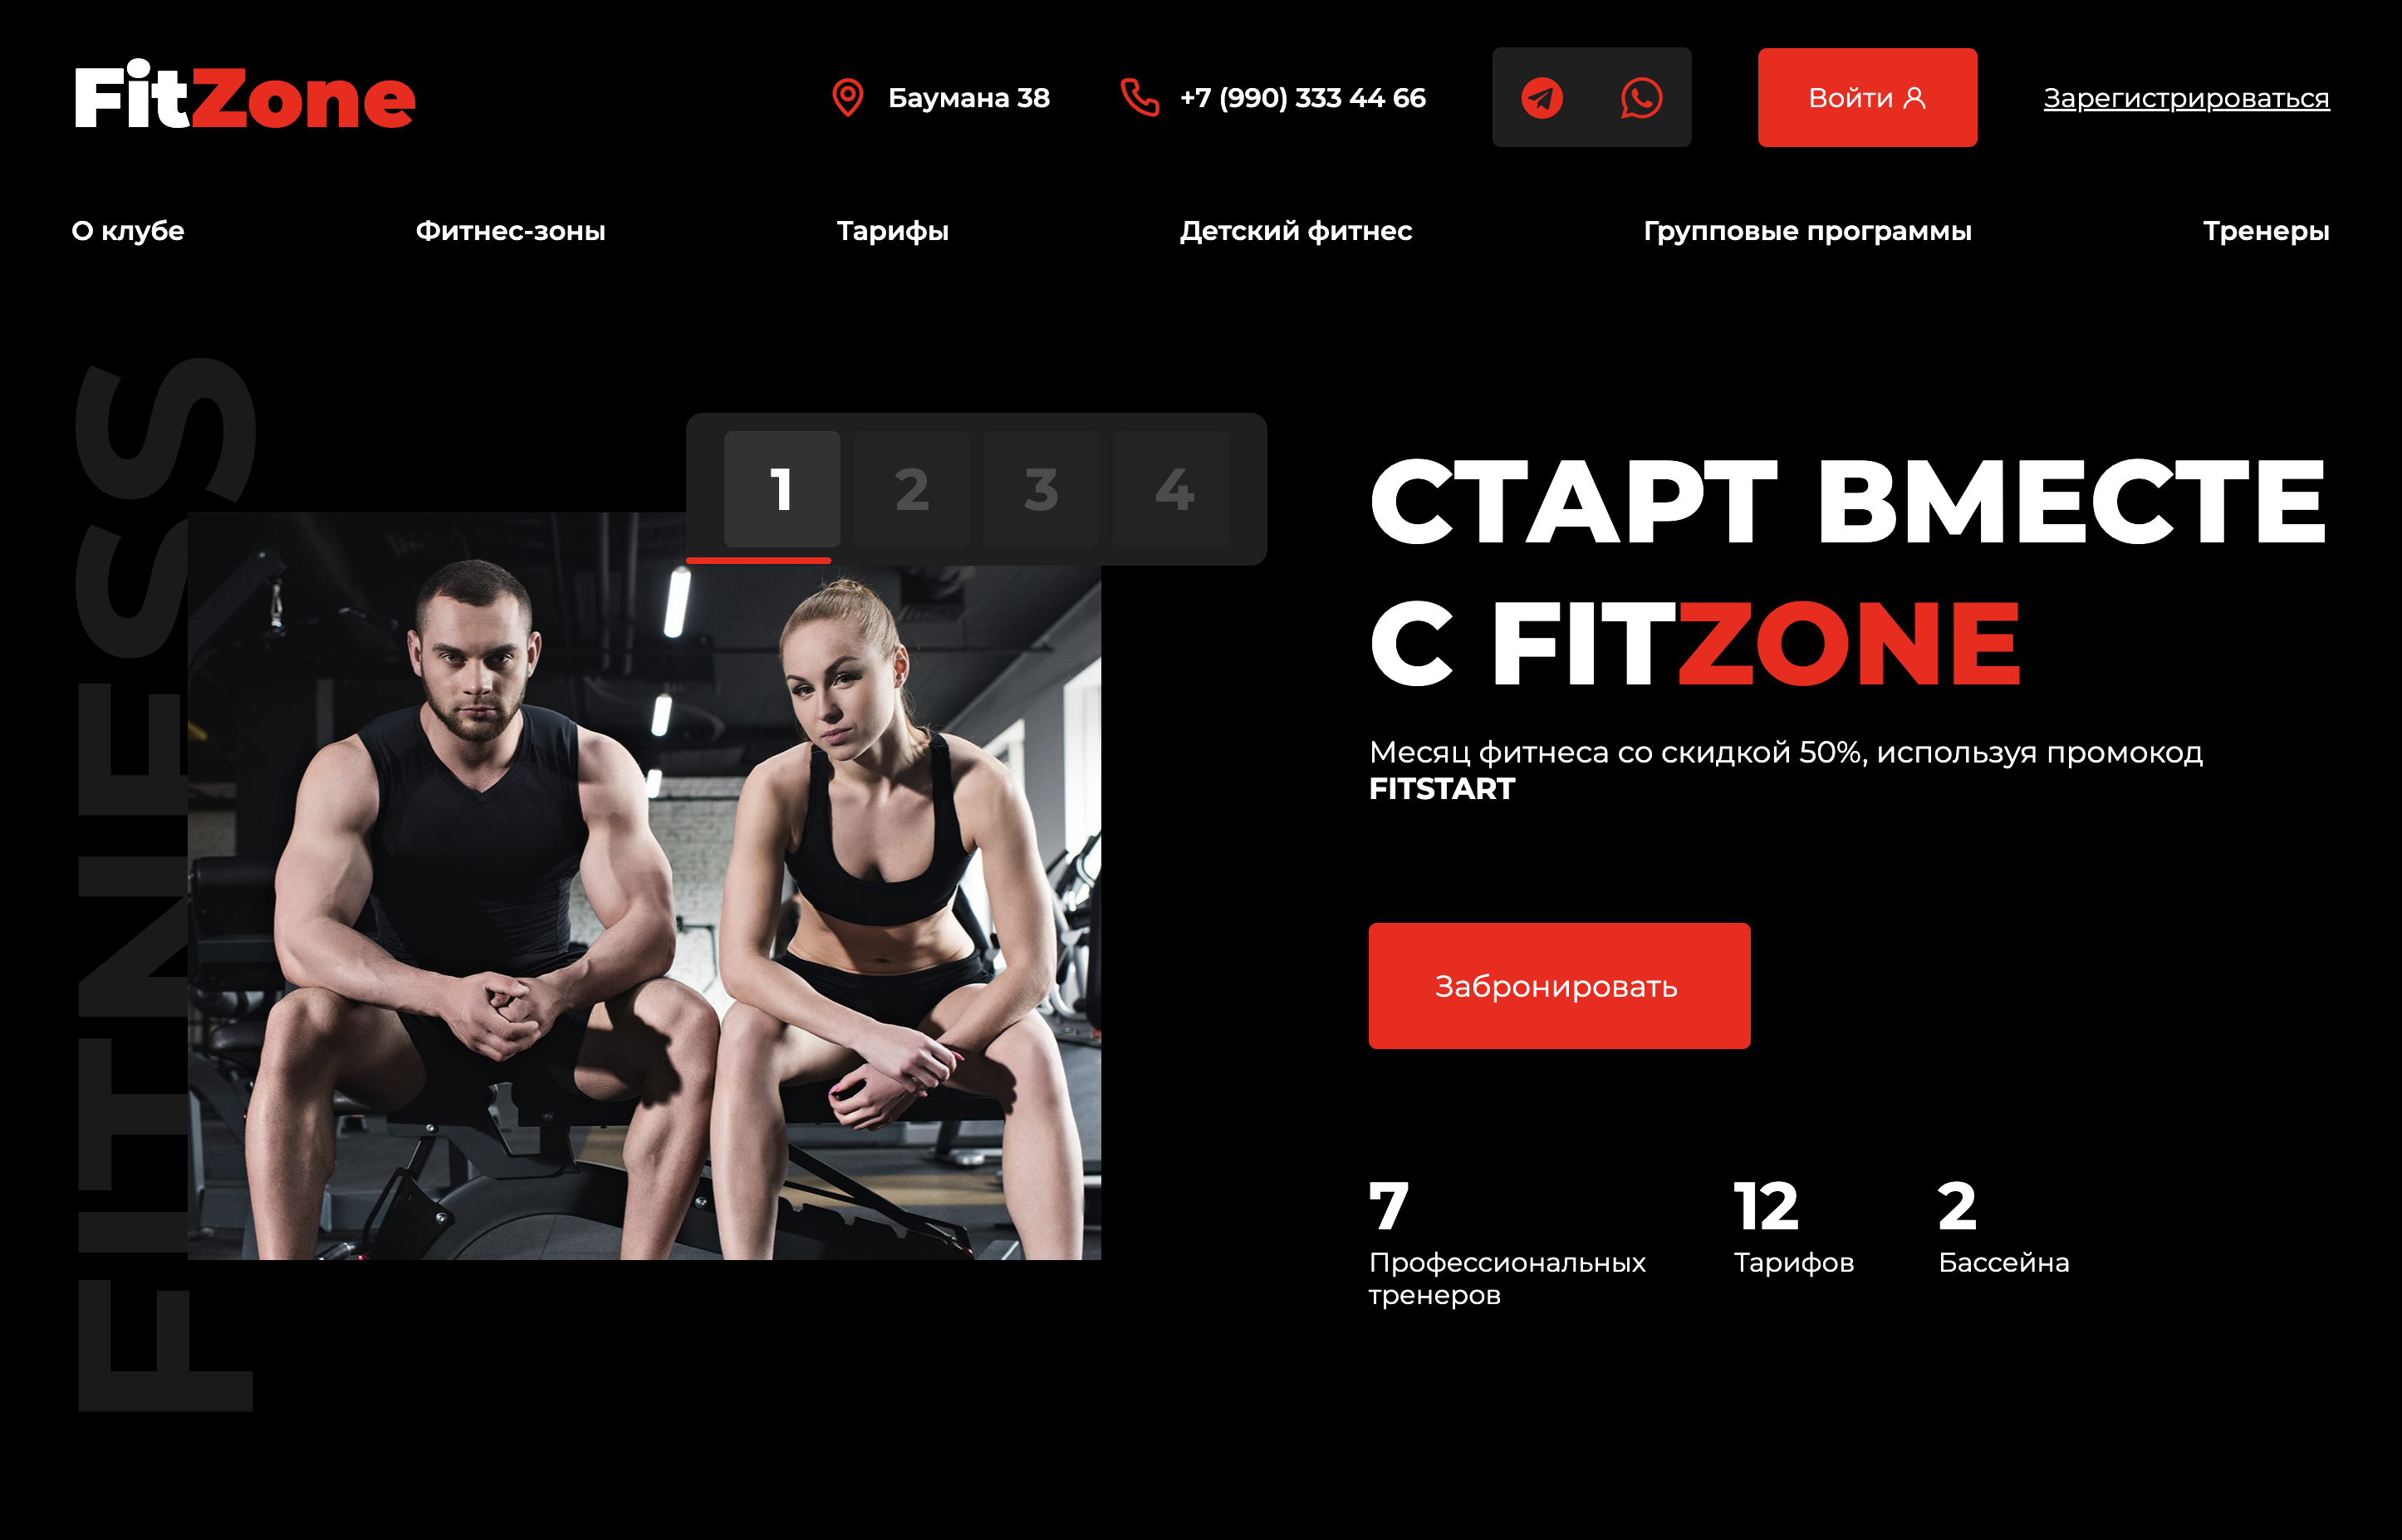 FitZone
Баумана 38
+7 (990) 333 44 66
Войти
Зарегистрироваться
О клубе
Фитнес-зоны
Тарифы
Детский фитнес
Групповые программы
Тренеры
FITNESS
1
2
3
4
СТАРТ ВМЕСТЕ
С FITZONE
Месяц фитнеса со скидкой 50%, используя промокод
FITSTART
Забронировать
7
Профессиональных
тренеров
12
Тарифов
2
Бассейна